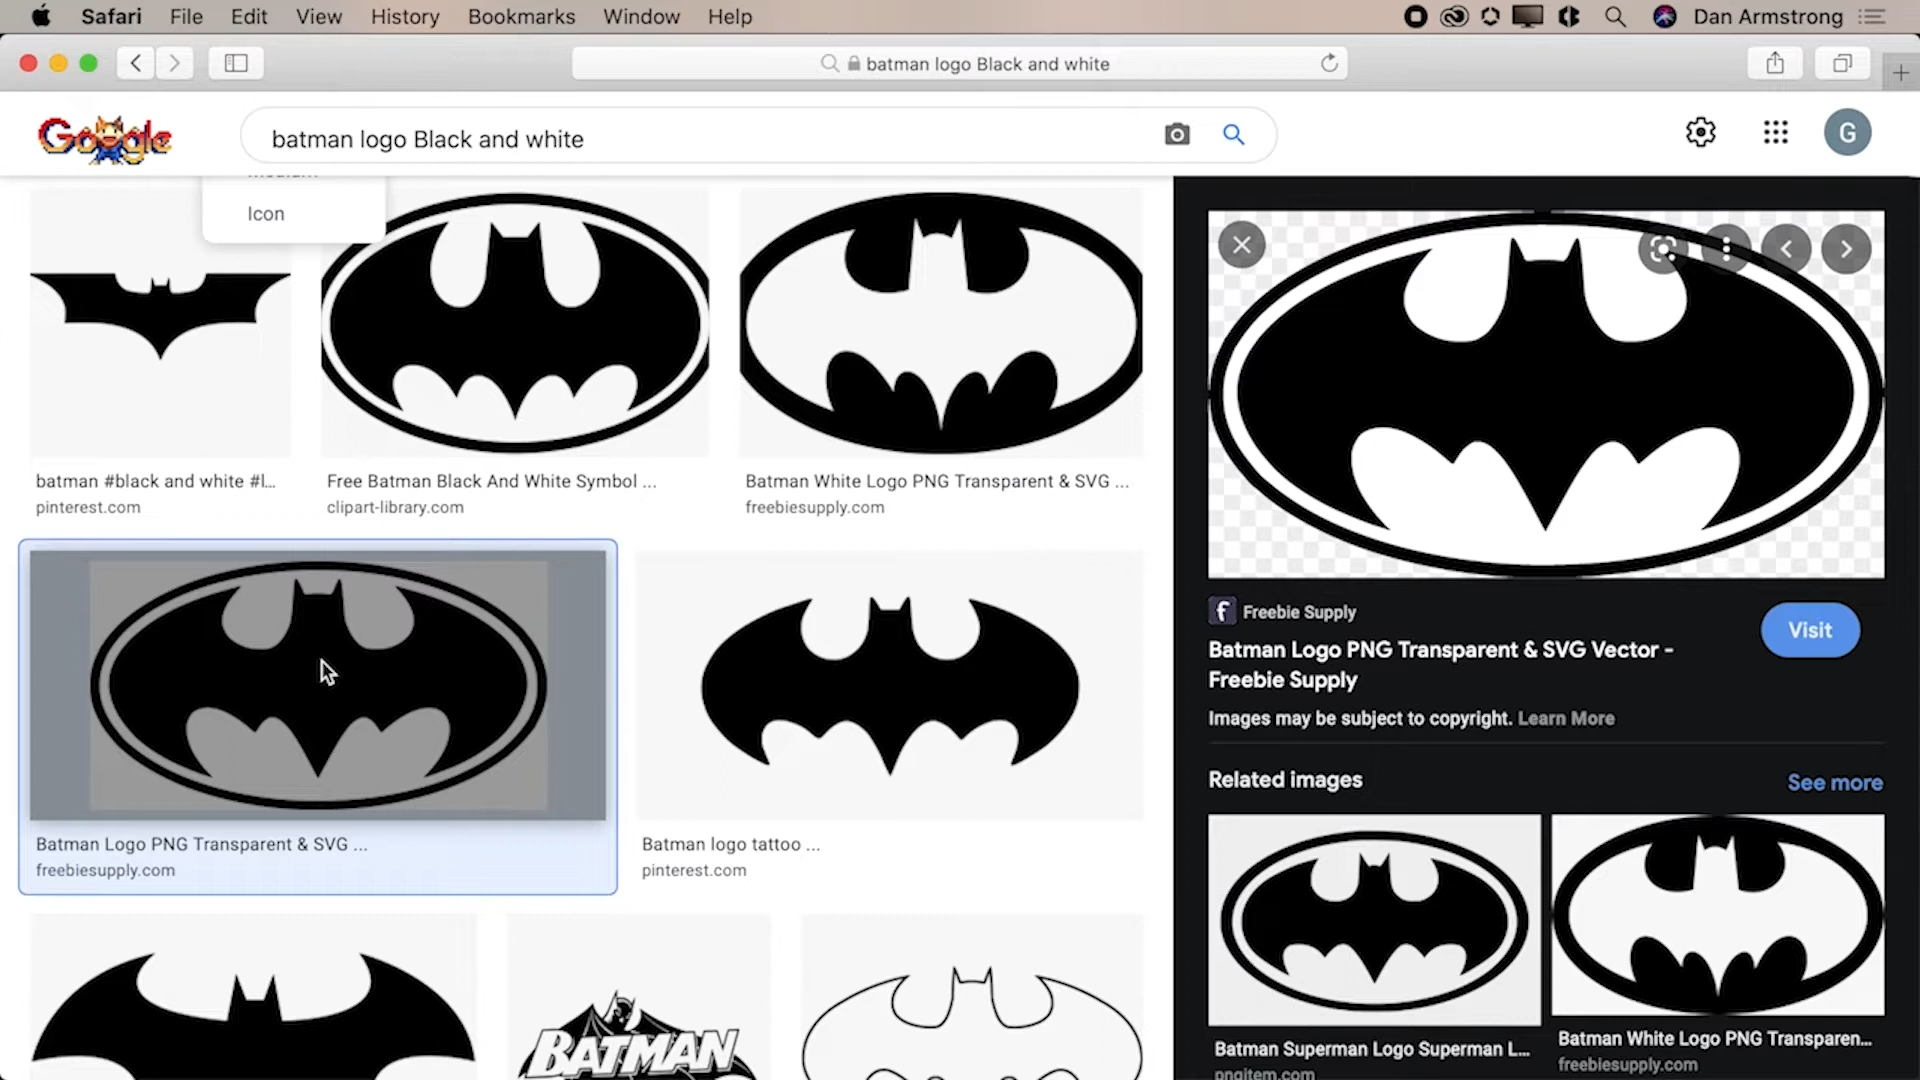 Safari File Edit View History Bookmarks Window Help Dan Armstrong
batman logo Black and white
Google
batman logo Black and white
G
Medium
Icon
batman #black and white #l...
pinterest.com
Free Batman Black And White Symbol ...
clipart-library.com
Batman White Logo PNG Transparent & SVG ...
freebiesupply.com
Batman Logo PNG Transparent & SVG ...
freebiesupply.com
Batman logo tattoo ...
pinterest.com
BATMAN
f Freebie Supply
Visit
Batman Logo PNG Transparent & SVG Vector -
Freebie Supply
Images may be subject to copyright. Learn More
Related images
See more
Batman Superman Logo Superman L...
pngitem.com
Batman White Logo PNG Transparen...
freebiesupply.com